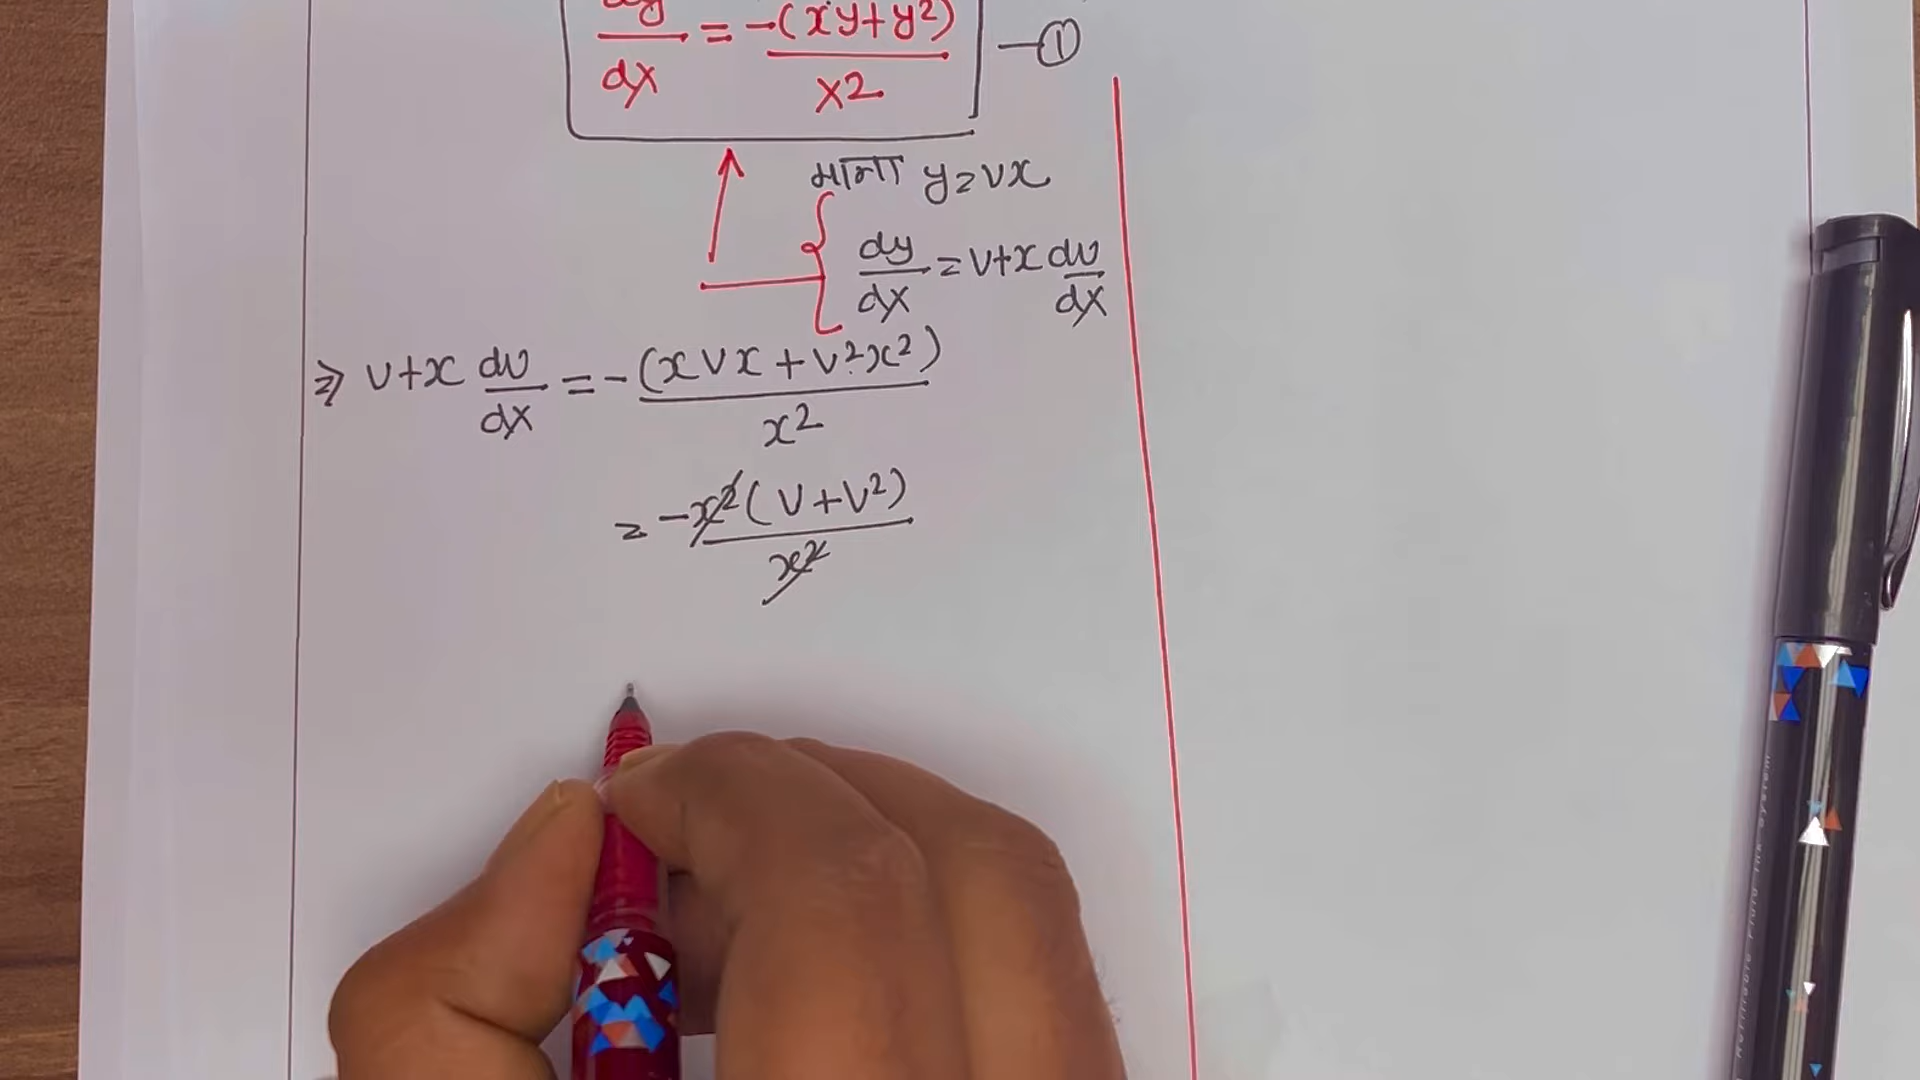 dy/dx = -(xy+y²)/x² —①
माना y=vx
dy/dx = v+x dv/dx
⇒ v+x dv/dx = -(xvx+v²x²)/x²
= -x²(v+v²)/x²